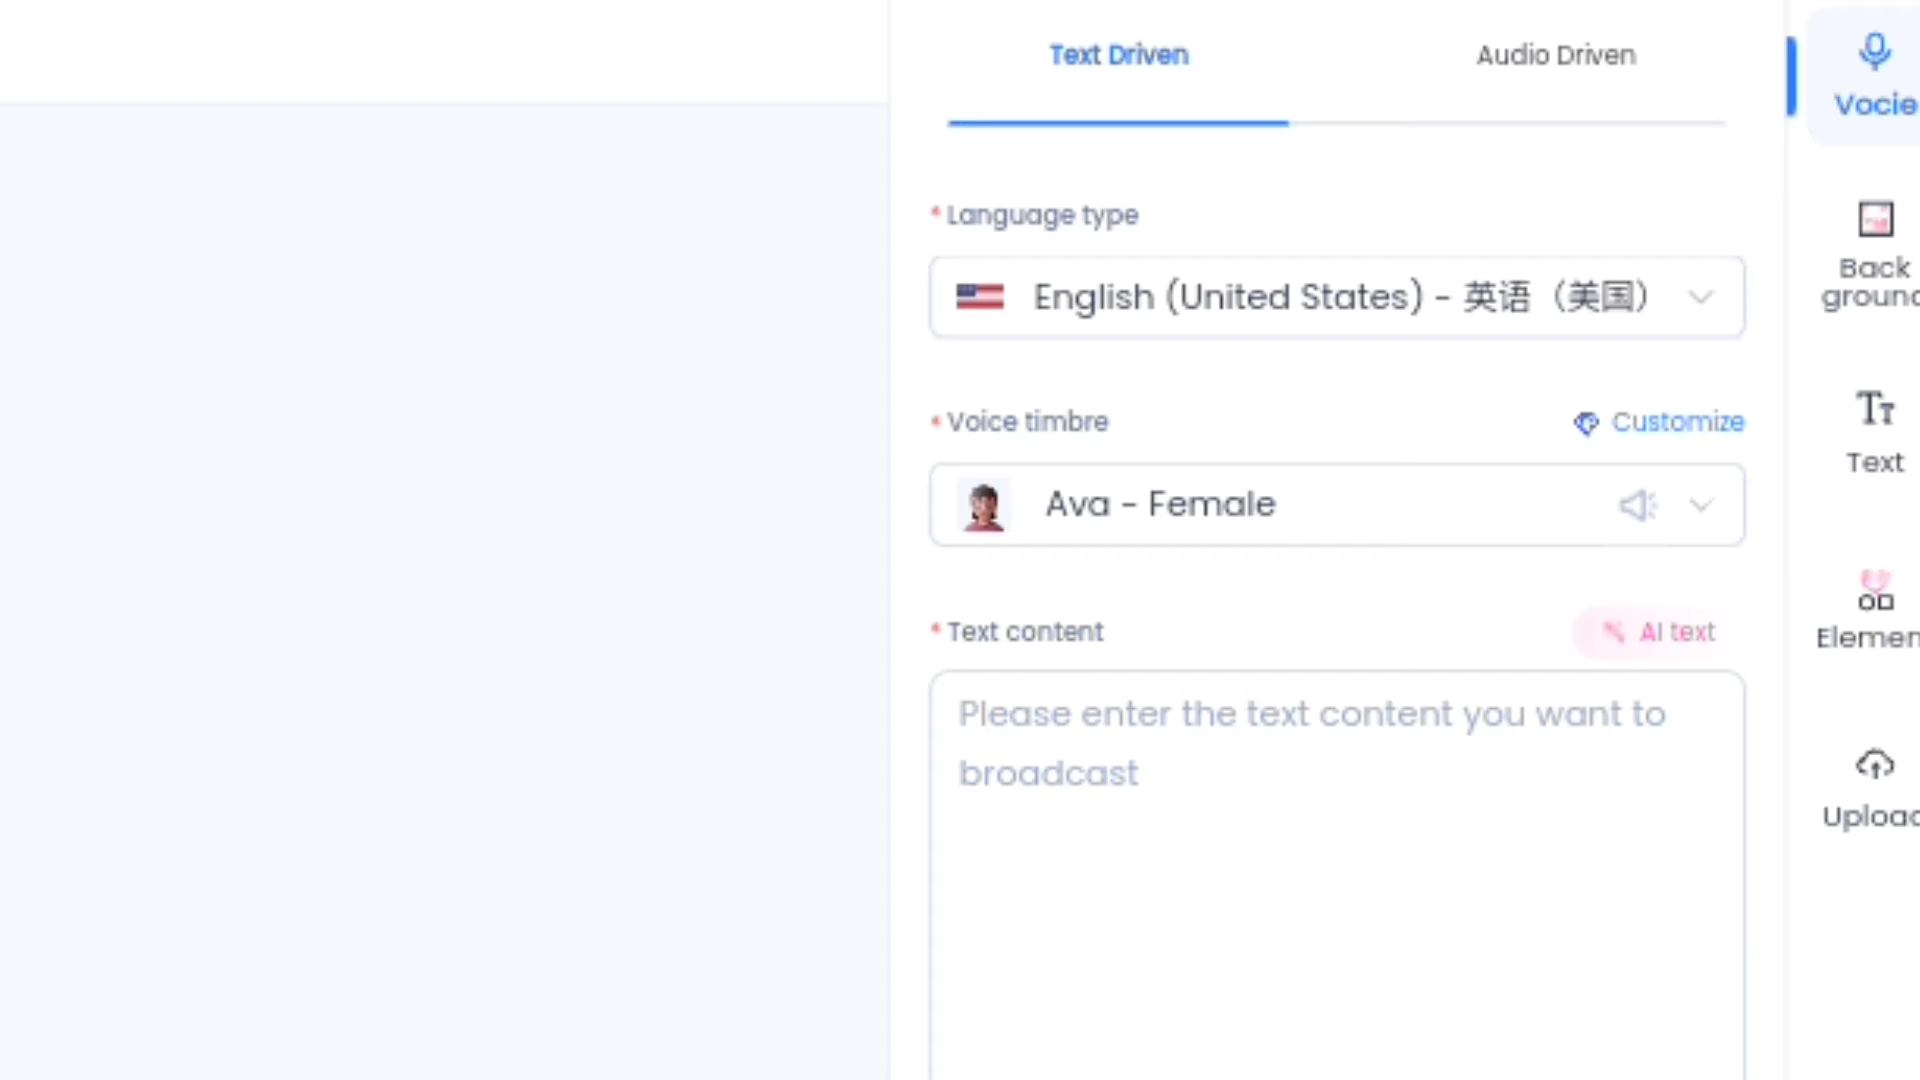 Text Driven
Audio Driven
* Language type
English (United States) - 英语（美国）
* Voice timbre
Customize
Ava - Female
* Text content
AI text
Please enter the text content you want to
broadcast
Vocie
Back
ground
Text
Elemen
Upload